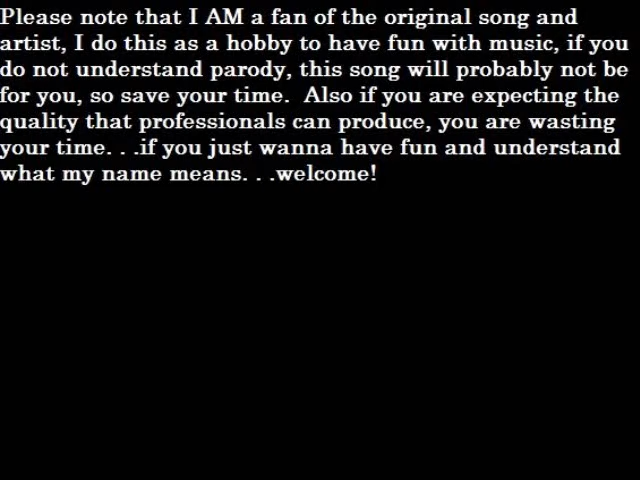 Please note that I AM a fan of the original song and
artist, I do this as a hobby to have fun with music, if you
do not understand parody, this song will probably not be
for you, so save your time.  Also if you are expecting the
quality that professionals can produce, you are wasting
your time. . .if you just wanna have fun and understand
what my name means. . .welcome!